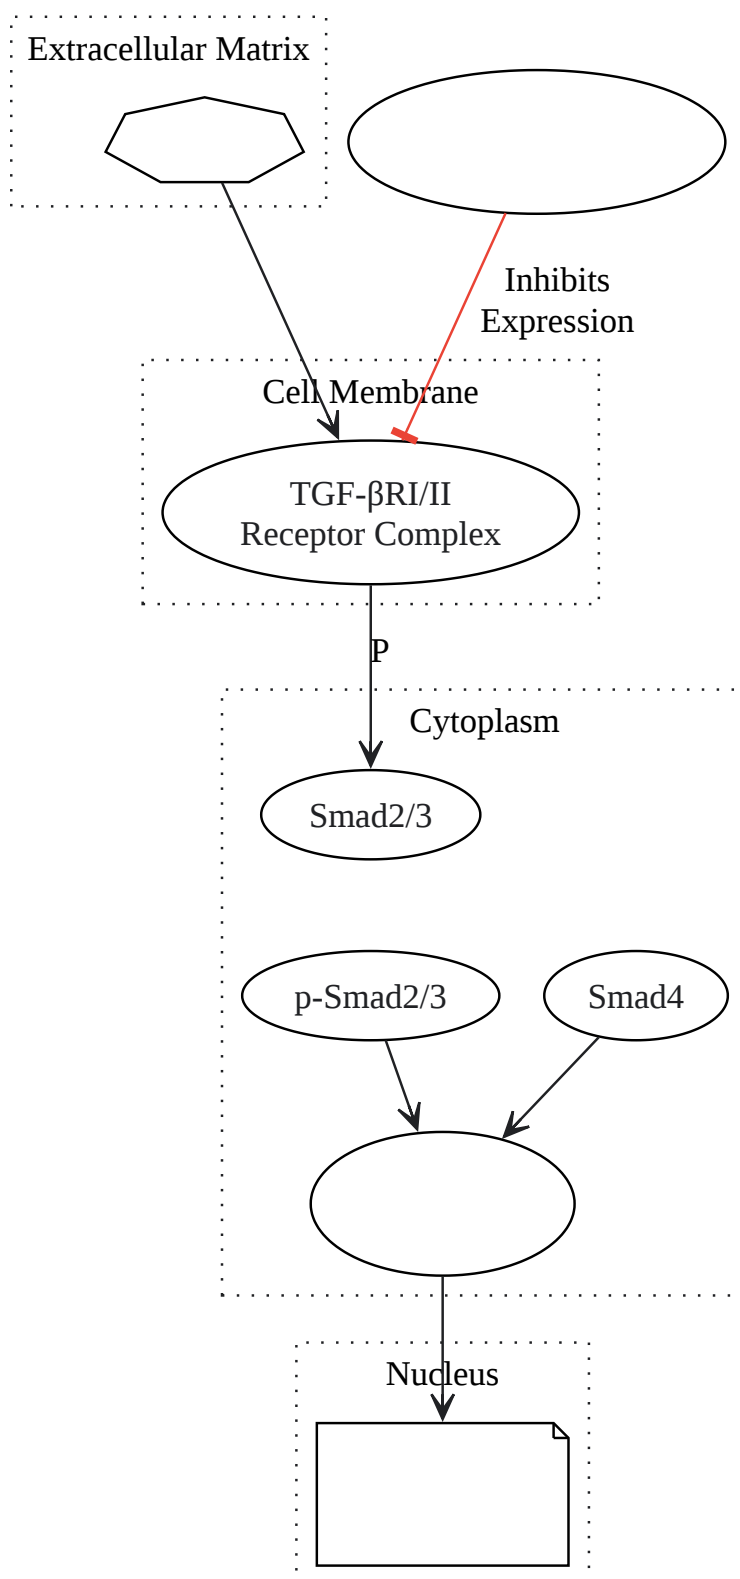 Extracellular Matrix
Inhibits
Expression
Cell Membrane
TGF-βRI/II
Receptor Complex
P
Cytoplasm
Smad2/3
p-Smad2/3
Smad4
Nucleus